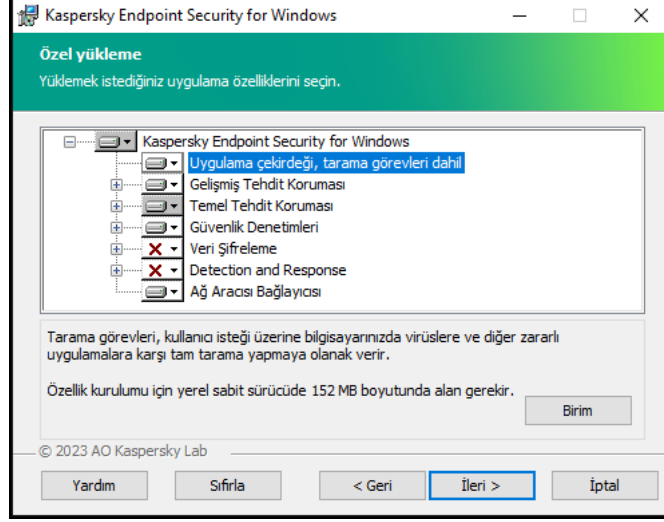 Kaspersky Endpoint Security for Windows
Özel yükleme
Yüklemek istediğiniz uygulama özelliklerini seçin.
Kaspersky Endpoint Security for Windows
Uygulama çekirdeği, tarama görevleri dahil
Gelişmiş Tehdit Koruması
Temel Tehdit Koruması
Güvenlik Denetimleri
Veri Şifreleme
Detection and Response
Ağ Aracısı Bağlayıcısı
Tarama görevleri, kullanıcı isteği üzerine bilgisayarınızda virüslere ve diğer zararlı
uygulamalara karşı tam tarama yapmaya olanak verir.
Özellik kurulumu için yerel sabit sürücüde 152 MB boyutunda alan gerekir.
Birim
© 2023 AO Kaspersky Lab
Yardım Sıfırla < Geri İleri > İptal